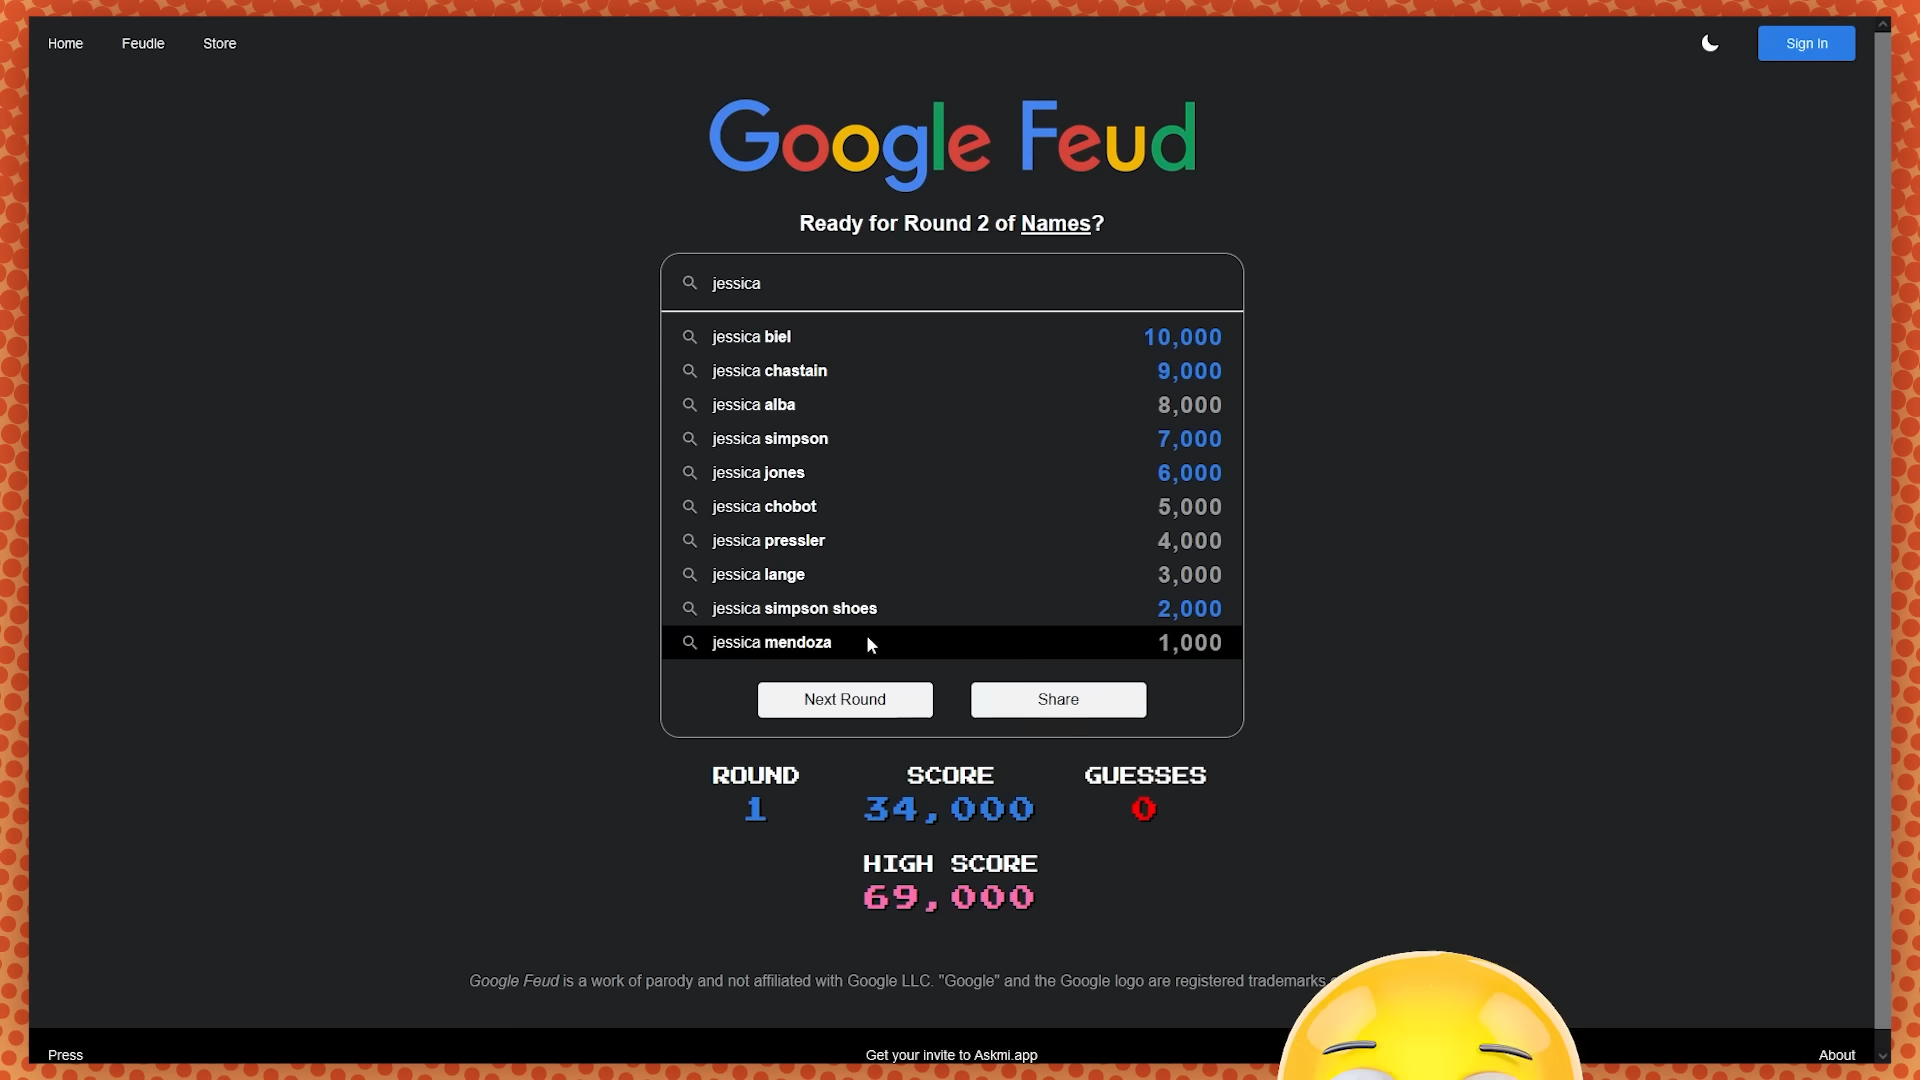 Home Feudle Store Sign In
Google Feud
Ready for Round 2 of Names?
jessica
jessica biel 10,000
jessica chastain 9,000
jessica alba 8,000
jessica simpson 7,000
jessica jones 6,000
jessica chobot 5,000
jessica pressler 4,000
jessica lange 3,000
jessica simpson shoes 2,000
jessica mendoza 1,000
Next Round Share
ROUND SCORE GUESSES
1 34,000 0
HIGH SCORE
69,000
Google Feud is a work of parody and not affiliated with Google LLC. "Google" and the Google logo are registered trademarks
Press Get your invite to Askmi.app About